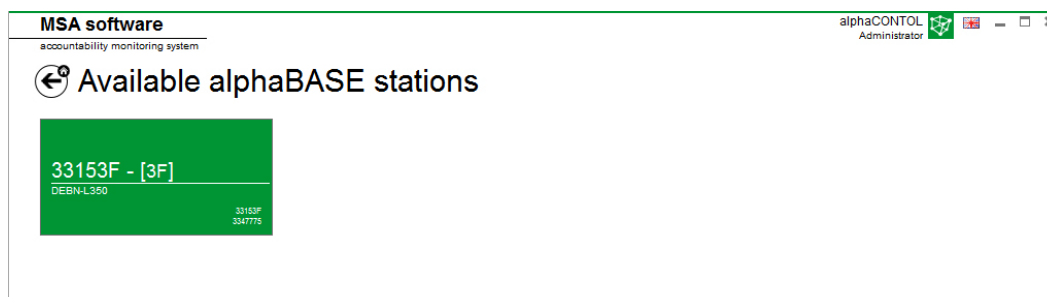 MSA software
accountability monitoring system
alphaCONTOL
Administrator
Available alphaBASE stations
33153F - [3F]
DEBN-L350
33153F
3347775